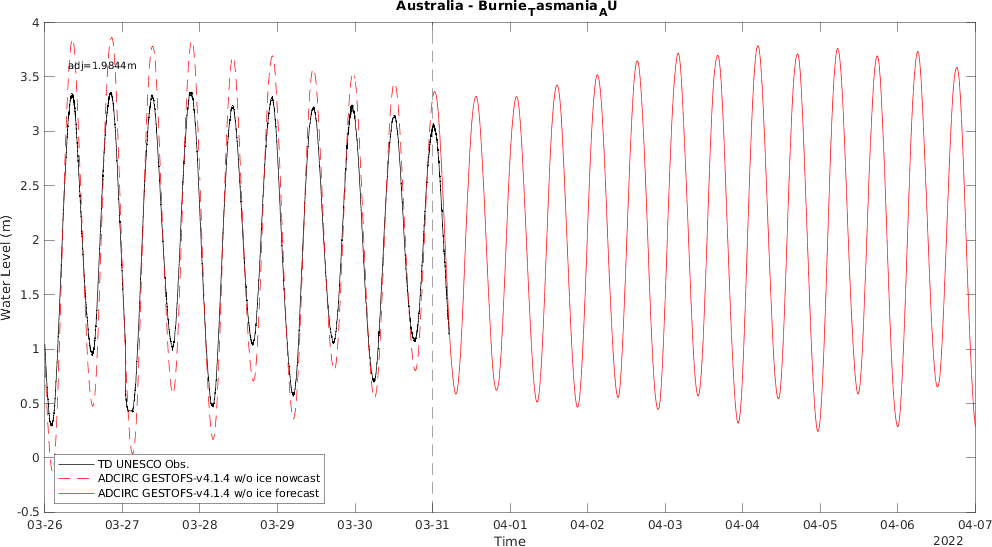 Australia - Burnie_Tasmania_AU
adj=1.9844m
4
3.5
3
2.5
2
1.5
1
0.5
0
-0.5
Water Level (m)
TD UNESCO Obs.
ADCIRC GESTOFS-v4.1.4 w/o ice nowcast
ADCIRC GESTOFS-v4.1.4 w/o ice forecast
03-26 03-27 03-28 03-29 03-30 03-31 04-01 04-02 04-03 04-04 04-05 04-06 04-07
Time
2022